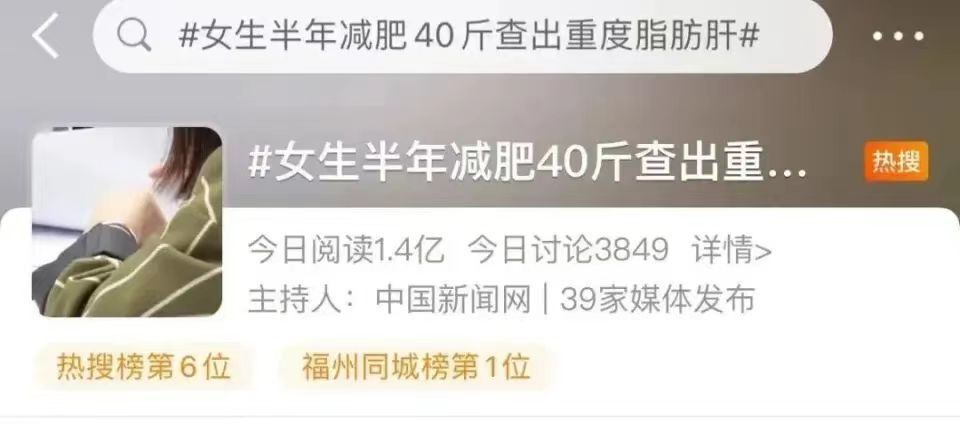 #女生半年减肥40斤查出重度脂肪肝#
#女生半年减肥40斤查出重... 热搜
今日阅读1.4亿 今日讨论3849 详情>
主持人：中国新闻网 | 39家媒体发布
热搜榜第6位 福州同城榜第1位